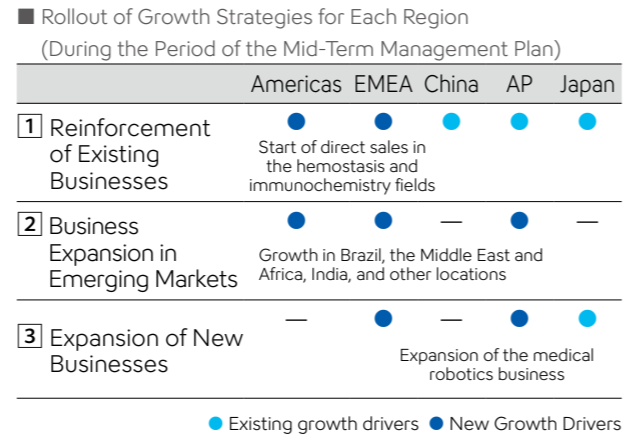 ■ Rollout of Growth Strategies for Each Region
(During the Period of the Mid-Term Management Plan)
Americas EMEA China AP Japan
1 Reinforcement
of Existing
Businesses
● ● ● ● ●
Start of direct sales in
the hemostasis and
immunochemistry fields
2 Business
Expansion in
Emerging Markets
● ● — ● —
Growth in Brazil, the Middle East and
Africa, India, and other locations
3 Expansion of New
Businesses
— ● — ● ●
Expansion of the medical
robotics business
● Existing growth drivers ● New Growth Drivers